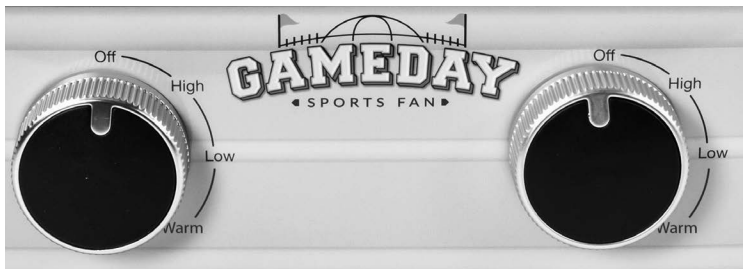 Off
High
Low
Warm
GAMEDAY
SPORTS FAN
Off
High
Low
Warm